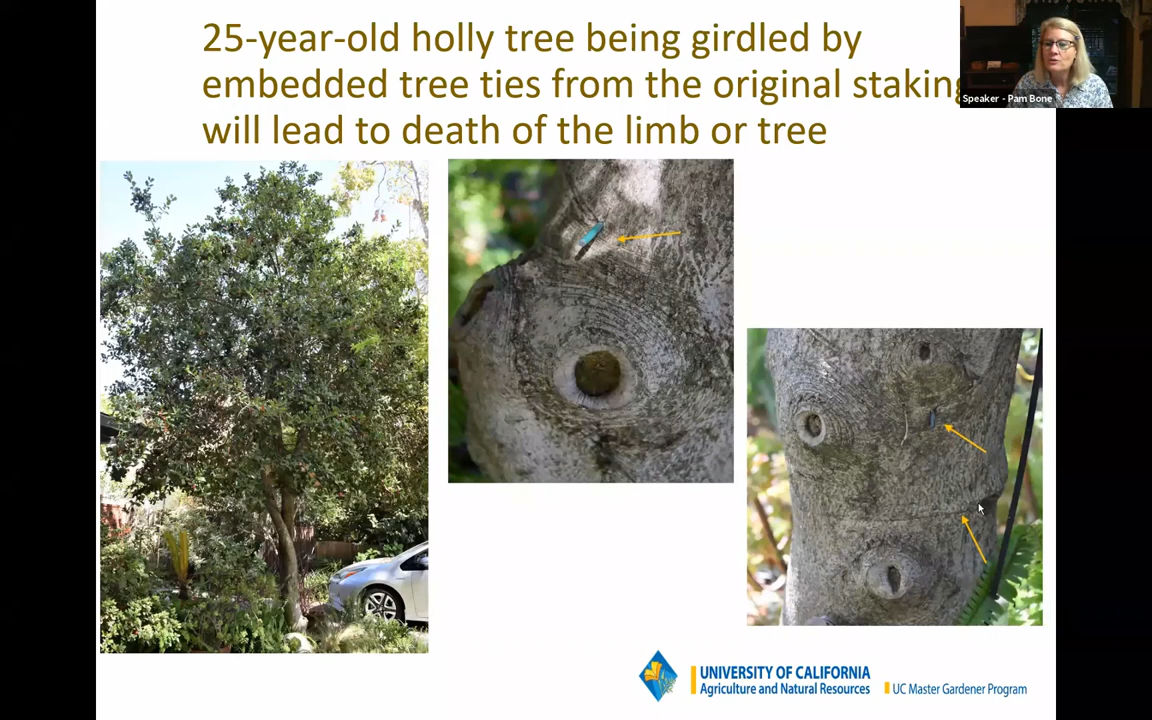 25-year-old holly tree being girdled by
embedded tree ties from the original staking
will lead to death of the limb or tree
Speaker - Pam Bone
UNIVERSITY OF CALIFORNIA
Agriculture and Natural Resources
UC Master Gardener Program